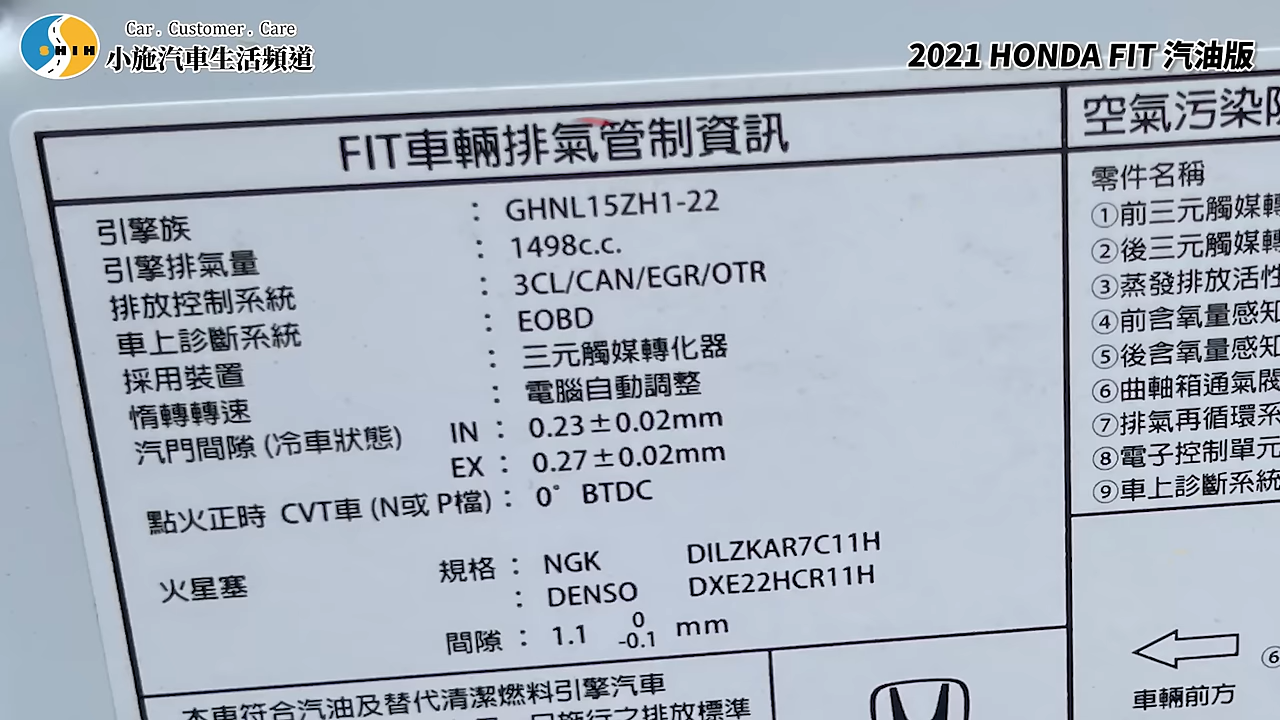 SHIH
Car . Customer . Care
小施汽車生活頻道
2021 HONDA FIT 汽油版
FIT車輛排氣管制資訊
引擎族 : GHNL15ZH1-22
引擎排氣量 : 1498c.c.
排放控制系統 : 3CL/CAN/EGR/OTR
車上診斷系統 : EOBD
採用裝置 : 三元觸媒轉化器
惰轉轉速 : 電腦自動調整
汽門間隙 (冷車狀態) IN : 0.23±0.02mm
EX : 0.27±0.02mm
點火正時 CVT車 (N或 P檔) : 0° BTDC
火星塞 規格 : NGK DILZKAR7C11H
: DENSO DXE22HCR11H
間隙 : 1.1 0 -0.1 mm
本車符合汽油及替代清潔燃料引擎汽車
施行之排放標準
空氣污染
零件名稱
①前三元觸媒轉
②後三元觸媒轉
③蒸發排放活性
④前含氧量感知
⑤後含氧量感知
⑥曲軸箱通氣閥
⑦排氣再循環系
⑧電子控制單元
⑨車上診斷系統
⑥
車輛前方